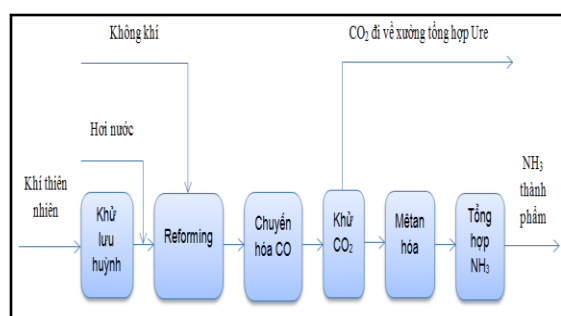 Không khí
CO₂ đi về xưởng tổng hợp Ure
Hơi nước
Khí thiên
nhiên
Khử
lưu
huỳnh
Reforming
Chuyển
hóa CO
Khử
CO₂
Mêtan
hóa
Tổng
hợp
NH₃
NH₃
thành
phẩm